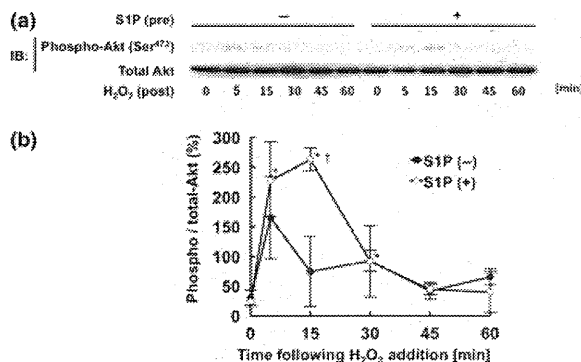 (a)
S1P (pre) – +
IB: Phospho-Akt (Ser473)
Total Akt
H2O2 (post) 0 5 15 30 45 60 0 5 15 30 45 60 [min]
(b)
Phospho / total-Akt (%)
300
250
200
150
100
50
0
* * † *
S1P (–)
S1P (+)
0 15 30 45 60
Time following H2O2 addition [min]